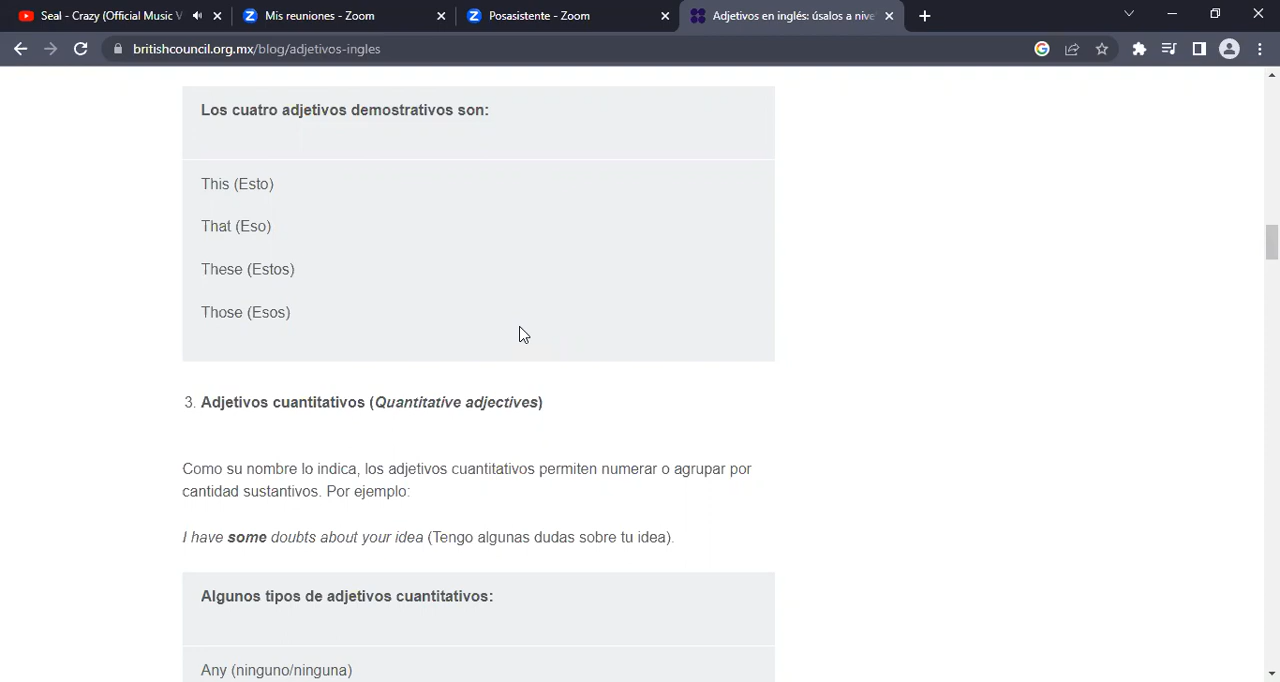 Seal - Crazy (Official Music V
Mis reuniones - Zoom
Posasistente - Zoom
Adjetivos en inglés: úsalos a nive
britishcouncil.org.mx/blog/adjetivos-ingles
Los cuatro adjetivos demostrativos son:
This (Esto)
That (Eso)
These (Estos)
Those (Esos)
3. Adjetivos cuantitativos (Quantitative adjectives)
Como su nombre lo indica, los adjetivos cuantitativos permiten numerar o agrupar por
cantidad sustantivos. Por ejemplo:
I have some doubts about your idea (Tengo algunas dudas sobre tu idea).
Algunos tipos de adjetivos cuantitativos:
Any (ninguno/ninguna)